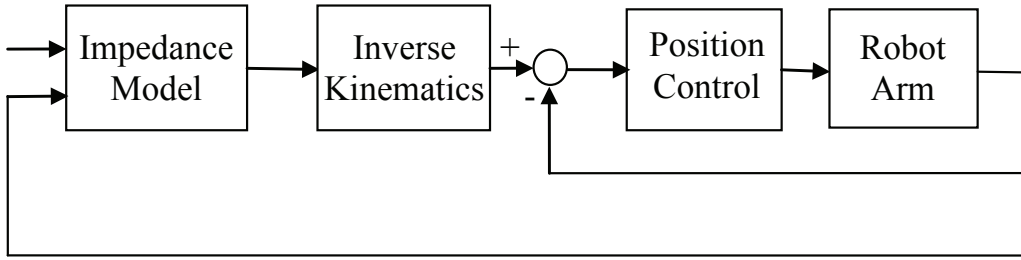 Impedance
Model
Inverse
Kinematics
+
-
Position
Control
Robot
Arm